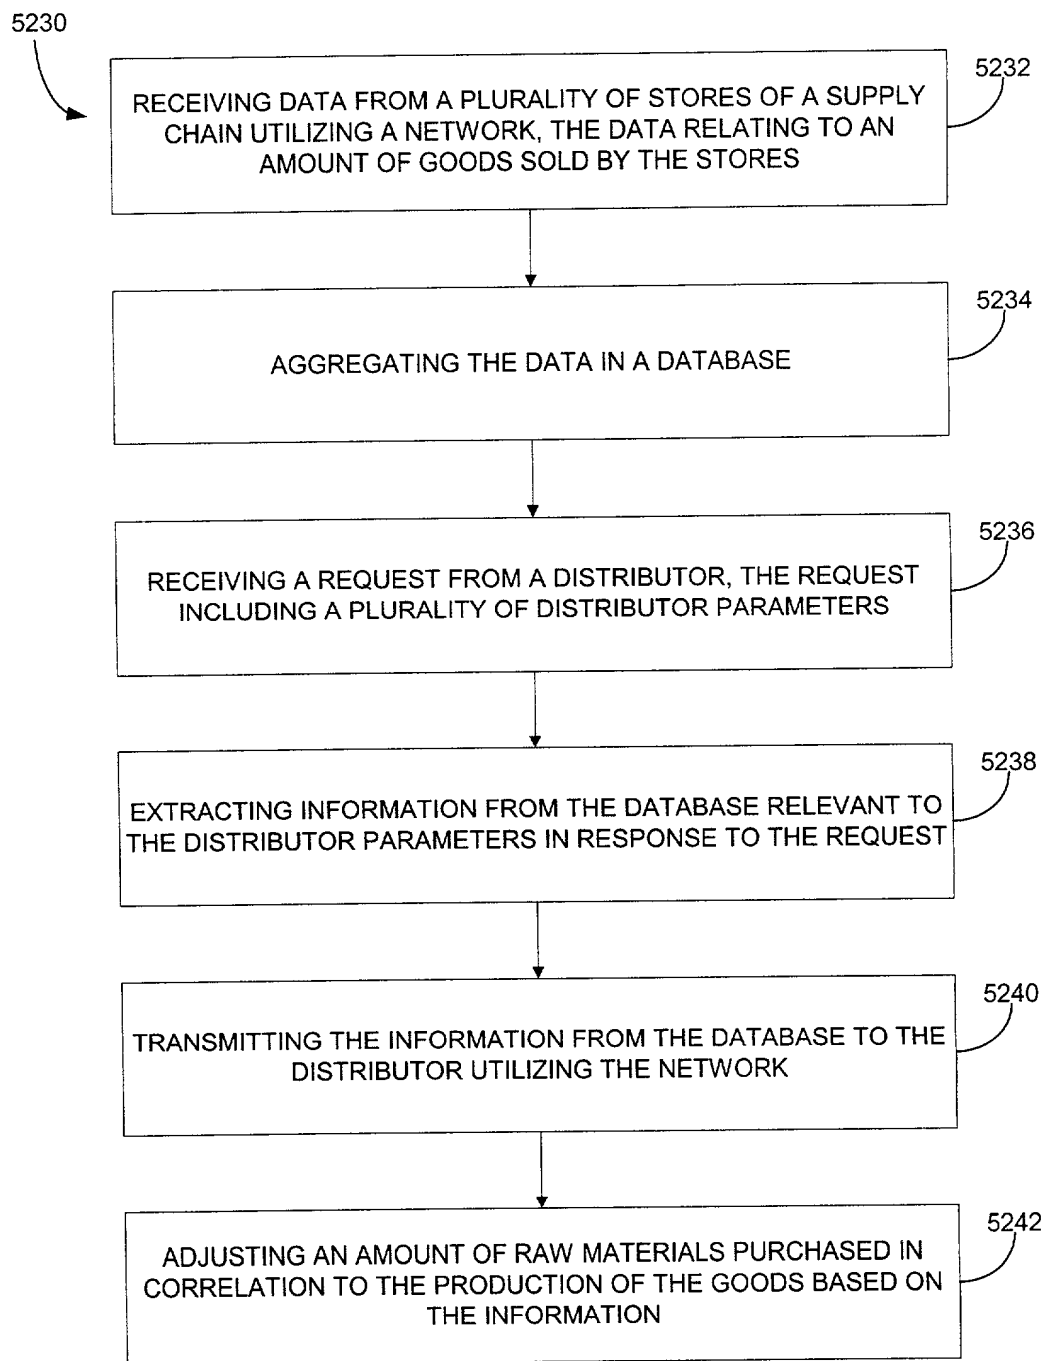 5230
5232
RECEIVING DATA FROM A PLURALITY OF STORES OF A SUPPLY
CHAIN UTILIZING A NETWORK, THE DATA RELATING TO AN
AMOUNT OF GOODS SOLD BY THE STORES
5234
AGGREGATING THE DATA IN A DATABASE
5236
RECEIVING A REQUEST FROM A DISTRIBUTOR, THE REQUEST
INCLUDING A PLURALITY OF DISTRIBUTOR PARAMETERS
5238
EXTRACTING INFORMATION FROM THE DATABASE RELEVANT TO
THE DISTRIBUTOR PARAMETERS IN RESPONSE TO THE REQUEST
5240
TRANSMITTING THE INFORMATION FROM THE DATABASE TO THE
DISTRIBUTOR UTILIZING THE NETWORK
5242
ADJUSTING AN AMOUNT OF RAW MATERIALS PURCHASED IN
CORRELATION TO THE PRODUCTION OF THE GOODS BASED ON
THE INFORMATION